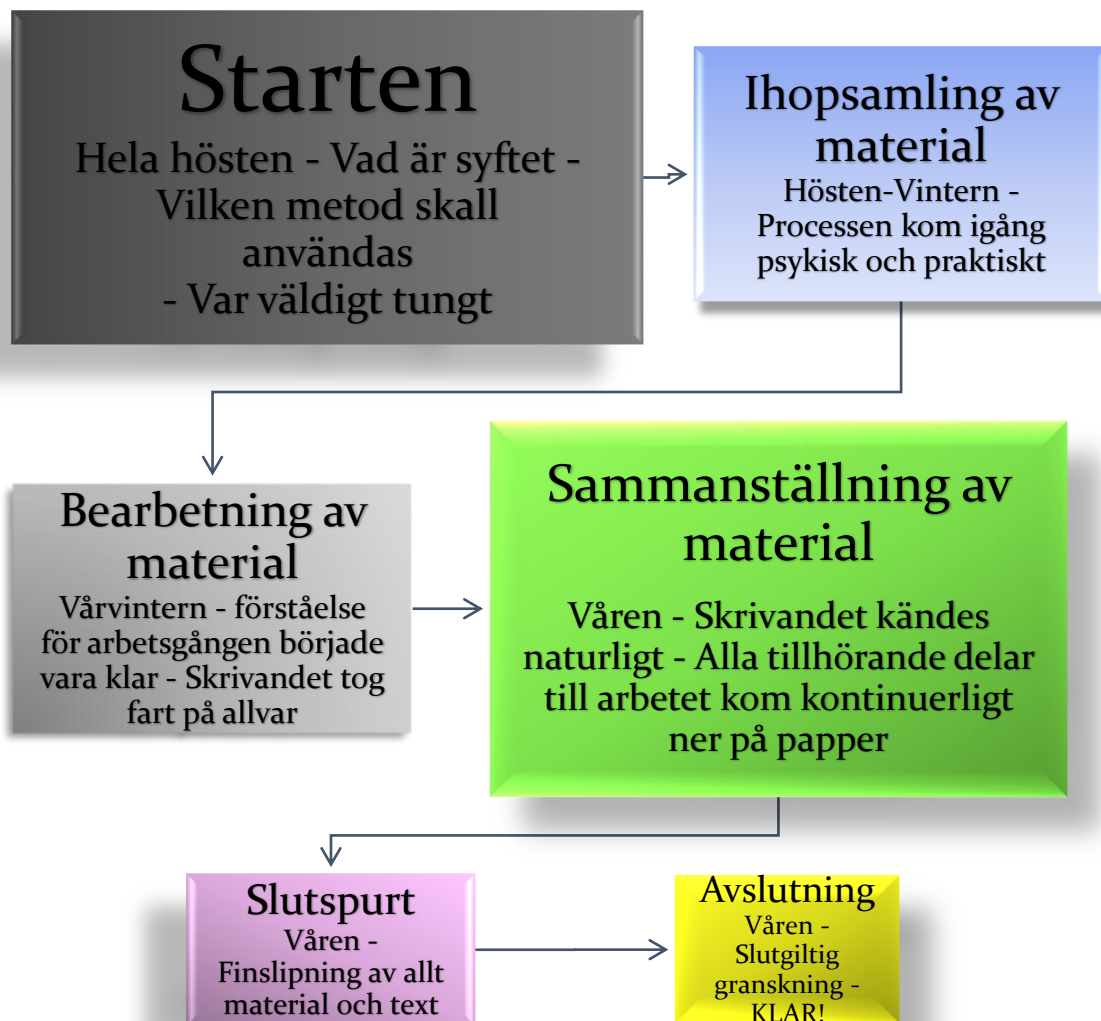 Starten
Hela hösten - Vad är syftet -
Vilken metod skall
användas
- Var väldigt tungt
Ihopsamling av
material
Hösten-Vintern -
Processen kom igång
psykisk och praktiskt
Bearbetning av
material
Vårvintern - förståelse
för arbetsgången började
vara klar - Skrivandet tog
fart på allvar
Sammanställning av
material
Våren - Skrivandet kändes
naturligt - Alla tillhörande delar
till arbetet kom kontinuerligt
ner på papper
Slutspurt
Våren -
Finslipning av allt
material och text
Avslutning
Våren -
Slutgiltig
granskning -
KLAR!